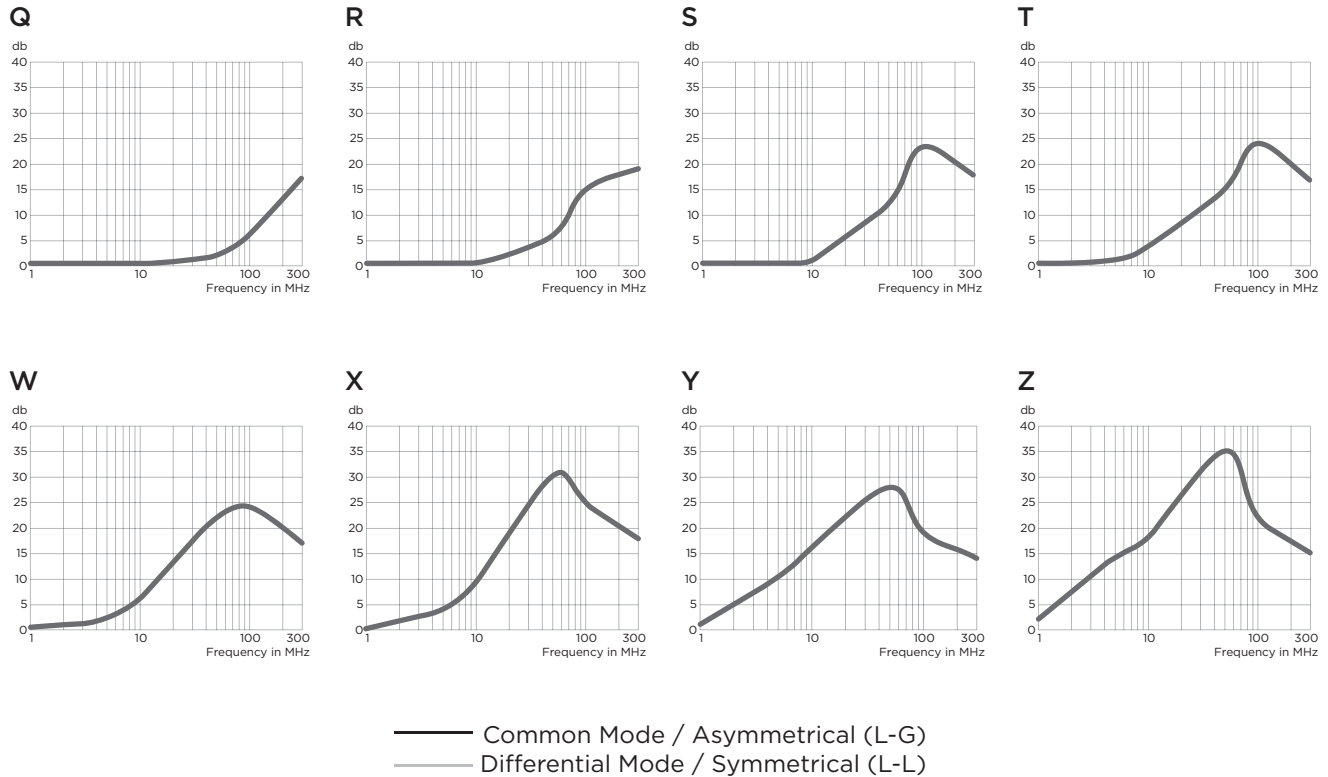 Q
db
40
35
30
25
20
15
10
5
0
1 10 100 300
Frequency in MHz
R
db
40
35
30
25
20
15
10
5
0
1 10 100 300
Frequency in MHz
S
db
40
35
30
25
20
15
10
5
0
1 10 100 300
Frequency in MHz
T
db
40
35
30
25
20
15
10
5
0
1 10 100 300
Frequency in MHz
W
db
40
35
30
25
20
15
10
5
0
1 10 100 300
Frequency in MHz
X
db
40
35
30
25
20
15
10
5
0
1 10 100 300
Frequency in MHz
Y
db
40
35
30
25
20
15
10
5
0
1 10 100 300
Frequency in MHz
Z
db
40
35
30
25
20
15
10
5
0
1 10 100 300
Frequency in MHz
Common Mode / Asymmetrical (L-G)
Differential Mode / Symmetrical (L-L)